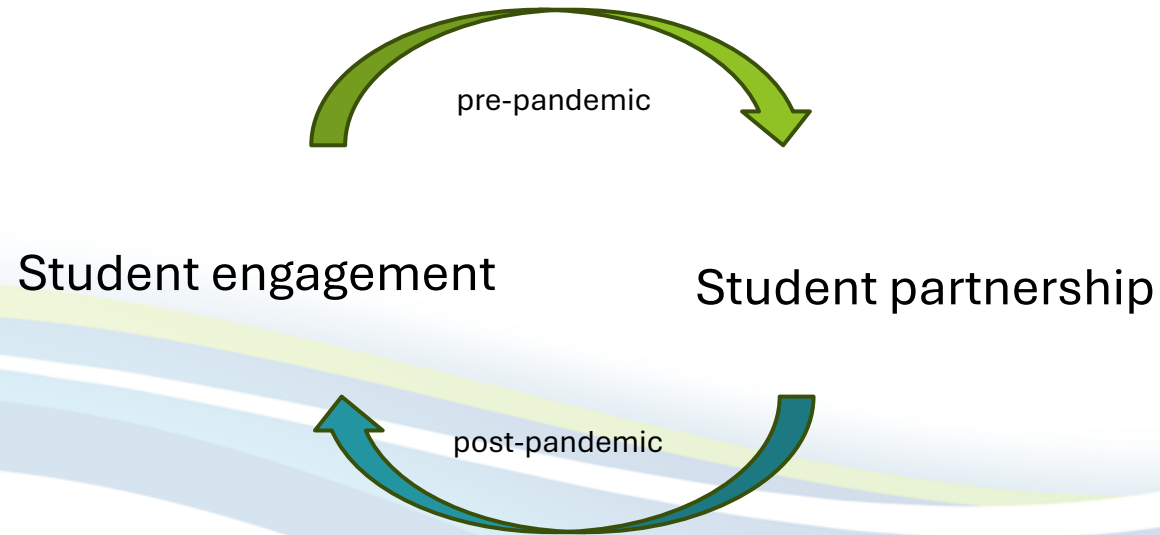 pre-pandemic
Student engagement
Student partnership
post-pandemic